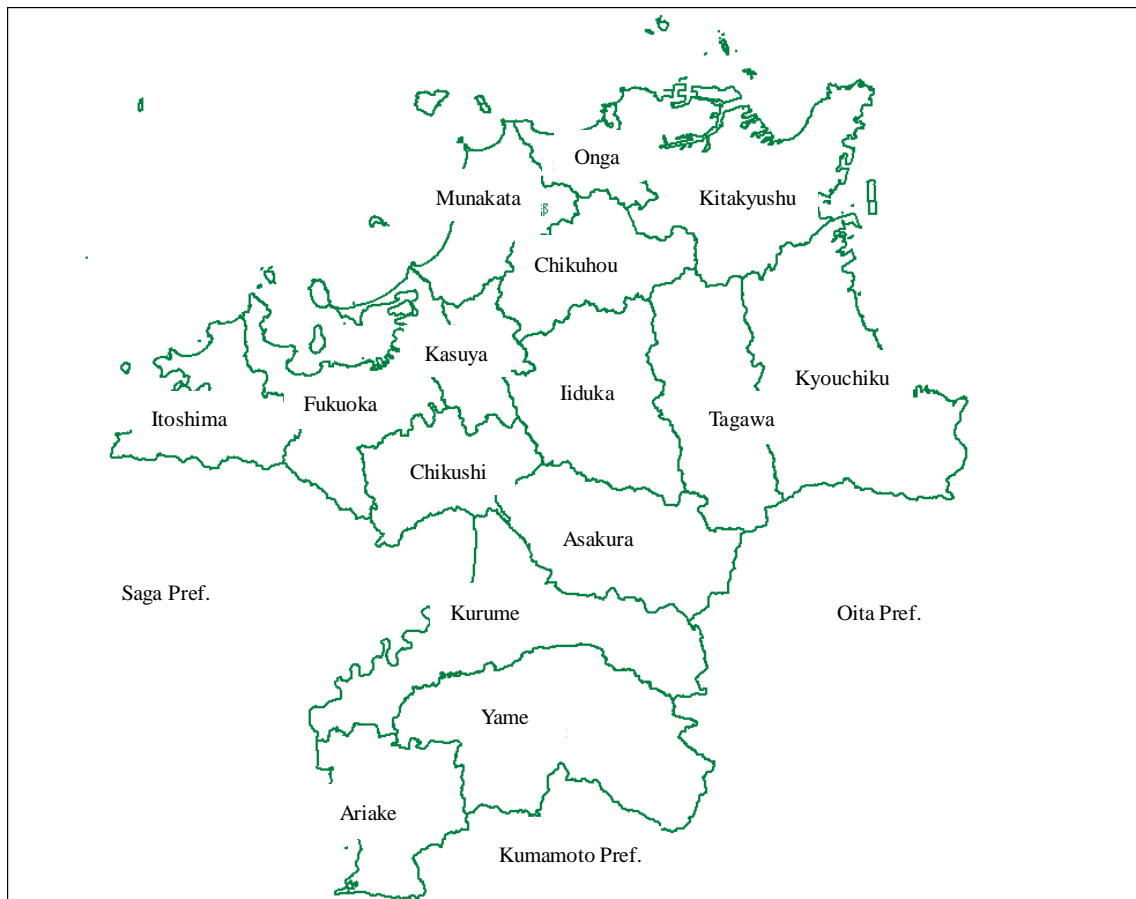 Onga
Munakata
Kitakyushu
Chikuhou
Kasuya
Kyouchiku
Iiduka
Fukuoka
Itoshima
Tagawa
Chikushi
Asakura
Saga Pref.
Kurume
Oita Pref.
Yame
Ariake
Kumamoto Pref.